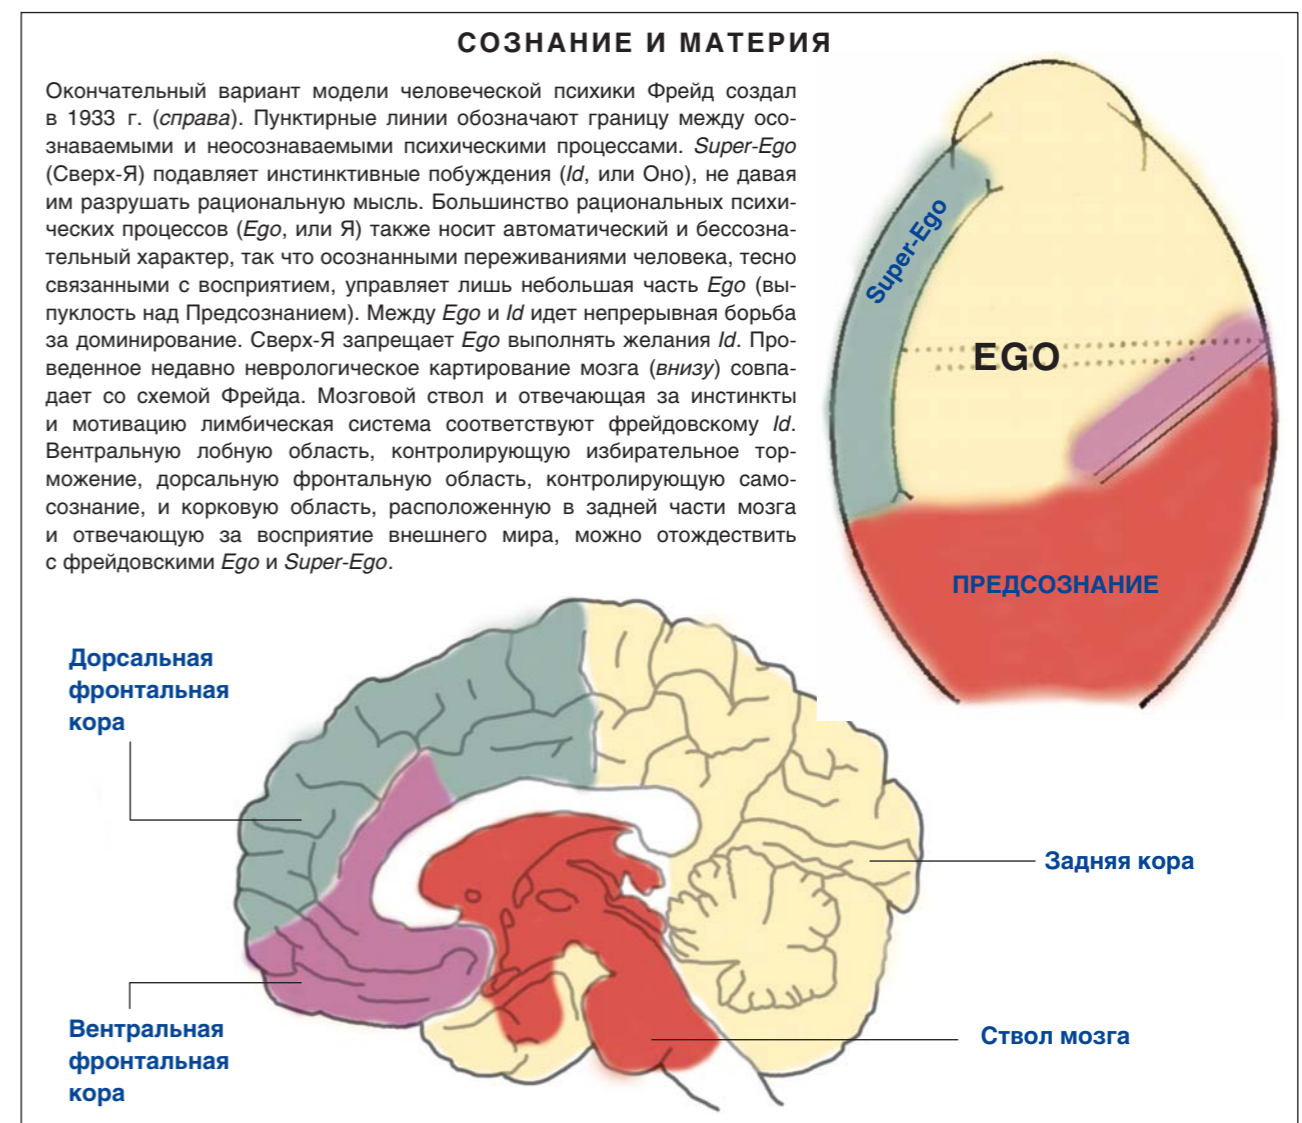 СОЗНАНИЕ И МАТЕРИЯ
Окончательный вариант модели человеческой психики Фрейд создал
в 1933 г. (справа). Пунктирные линии обозначают границу между осо-
знаваемыми и неосознаваемыми психическими процессами. Super-Ego
(Сверх-Я) подавляет инстинктивные побуждения (Id, или Оно), не давая
им разрушать рациональную мысль. Большинство рациональных психи-
ческих процессов (Ego, или Я) также носит автоматический и бессозна-
тельный характер, так что осознанными переживаниями человека, тесно
связанными с восприятием, управляет лишь небольшая часть Ego (вы-
пуклость над Предсознанием). Между Ego и Id идет непрерывная борьба
за доминирование. Сверх-Я запрещает Ego выполнять желания Id. Про-
веденное недавно неврологическое картирование мозга (внизу) совпа-
дает со схемой Фрейда. Мозговой ствол и отвечающая за инстинкты
и мотивацию лимбическая система соответствуют фрейдовскому Id.
Вентральную лобную область, контролирующую избирательное тор-
можение, дорсальную фронтальную область, контролирующую само-
сознание, и корковую область, расположенную в задней части мозга
и отвечающую за восприятие внешнего мира, можно отождествить
с фрейдовскими Ego и Super-Ego.
Super-Ego
EGO
ПРЕДСОЗНАНИЕ
Дорсальная
фронтальная
кора
Задняя кора
Вентральная
фронтальная
кора
Ствол мозга